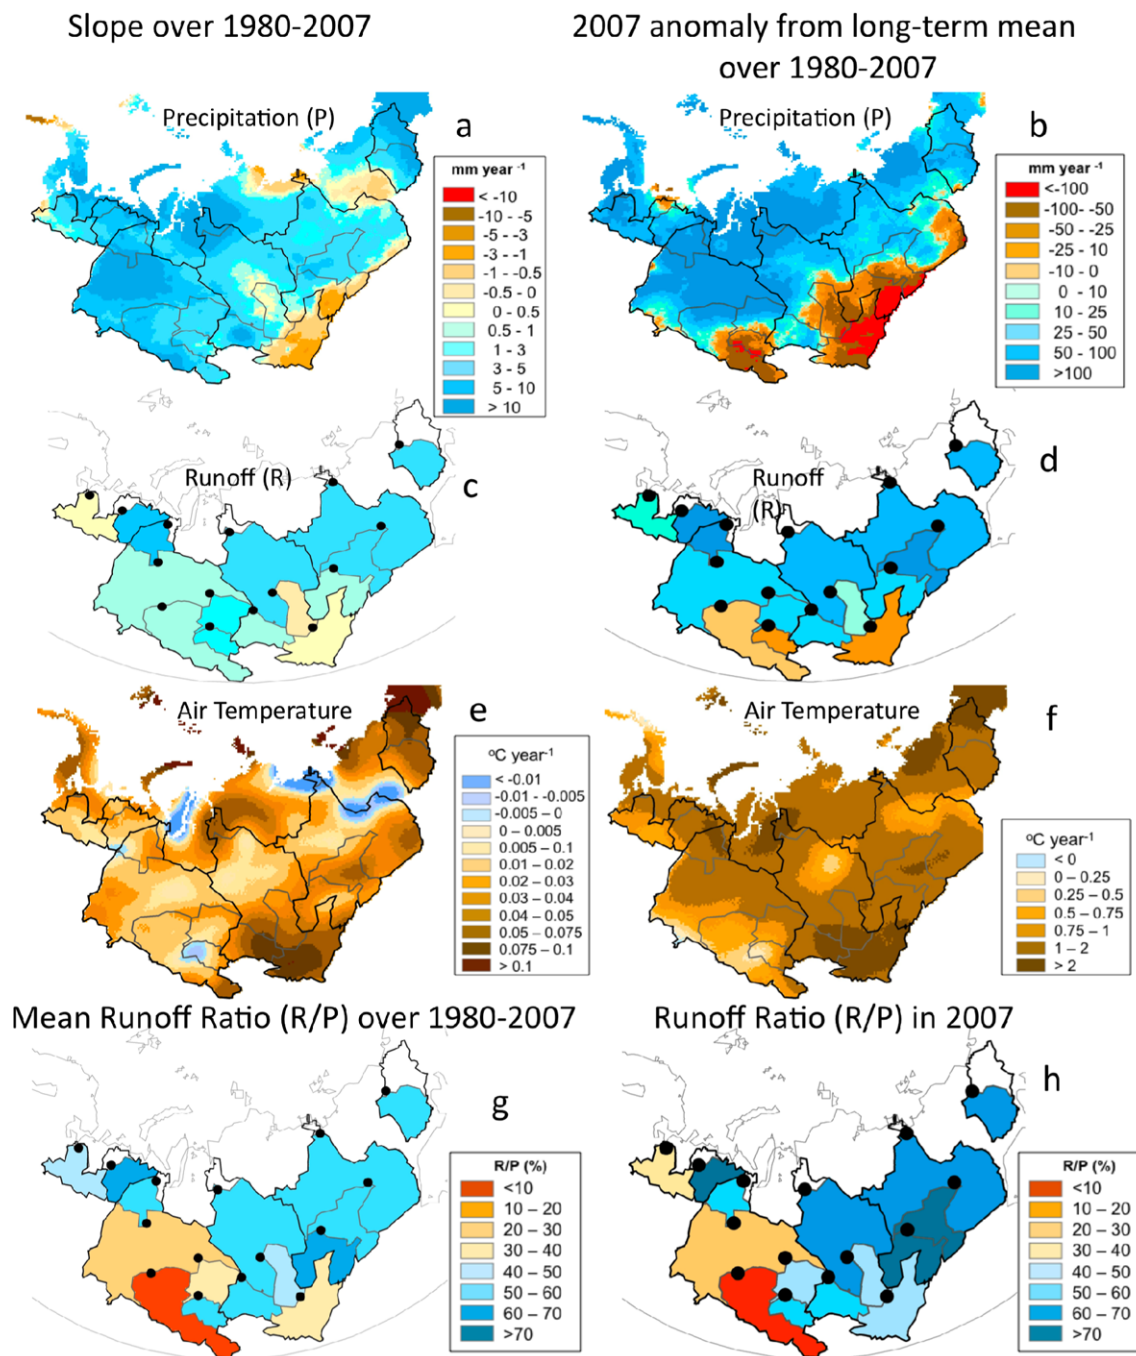 Slope over 1980-2007
2007 anomaly from long-term mean
over 1980-2007
Precipitation (P)
a
mm year -1
< -10
-10 - -5
-5 - -3
-3 - -1
-1 - -0.5
-0.5 - 0
0 - 0.5
0.5 - 1
1 - 3
3 - 5
5 - 10
> 10
Precipitation (P)
b
mm year -1
<-100
-100- -50
-50 - -25
-25 - 10
-10 - 0
0 - 10
10 - 25
25 - 50
50 - 100
>100
Runoff (R)
c
Runoff
(R)
d
Air Temperature
e
ºC year-1
< -0.01
-0.01 - -0.005
-0.005 – 0
0 – 0.005
0.005 – 0.1
0.01 – 0.02
0.02 – 0.03
0.03 – 0.04
0.04 – 0.05
0.05 – 0.075
0.075 – 0.1
> 0.1
Air Temperature
f
ºC year-1
< 0
0 – 0.25
0.25 – 0.5
0.5 – 0.75
0.75 – 1
1 – 2
> 2
Mean Runoff Ratio (R/P) over 1980-2007
Runoff Ratio (R/P) in 2007
g
R/P (%)
<10
10 – 20
20 – 30
30 – 40
40 – 50
50 – 60
60 – 70
>70
h
R/P (%)
<10
10 – 20
20 – 30
30 – 40
40 – 50
50 – 60
60 – 70
>70